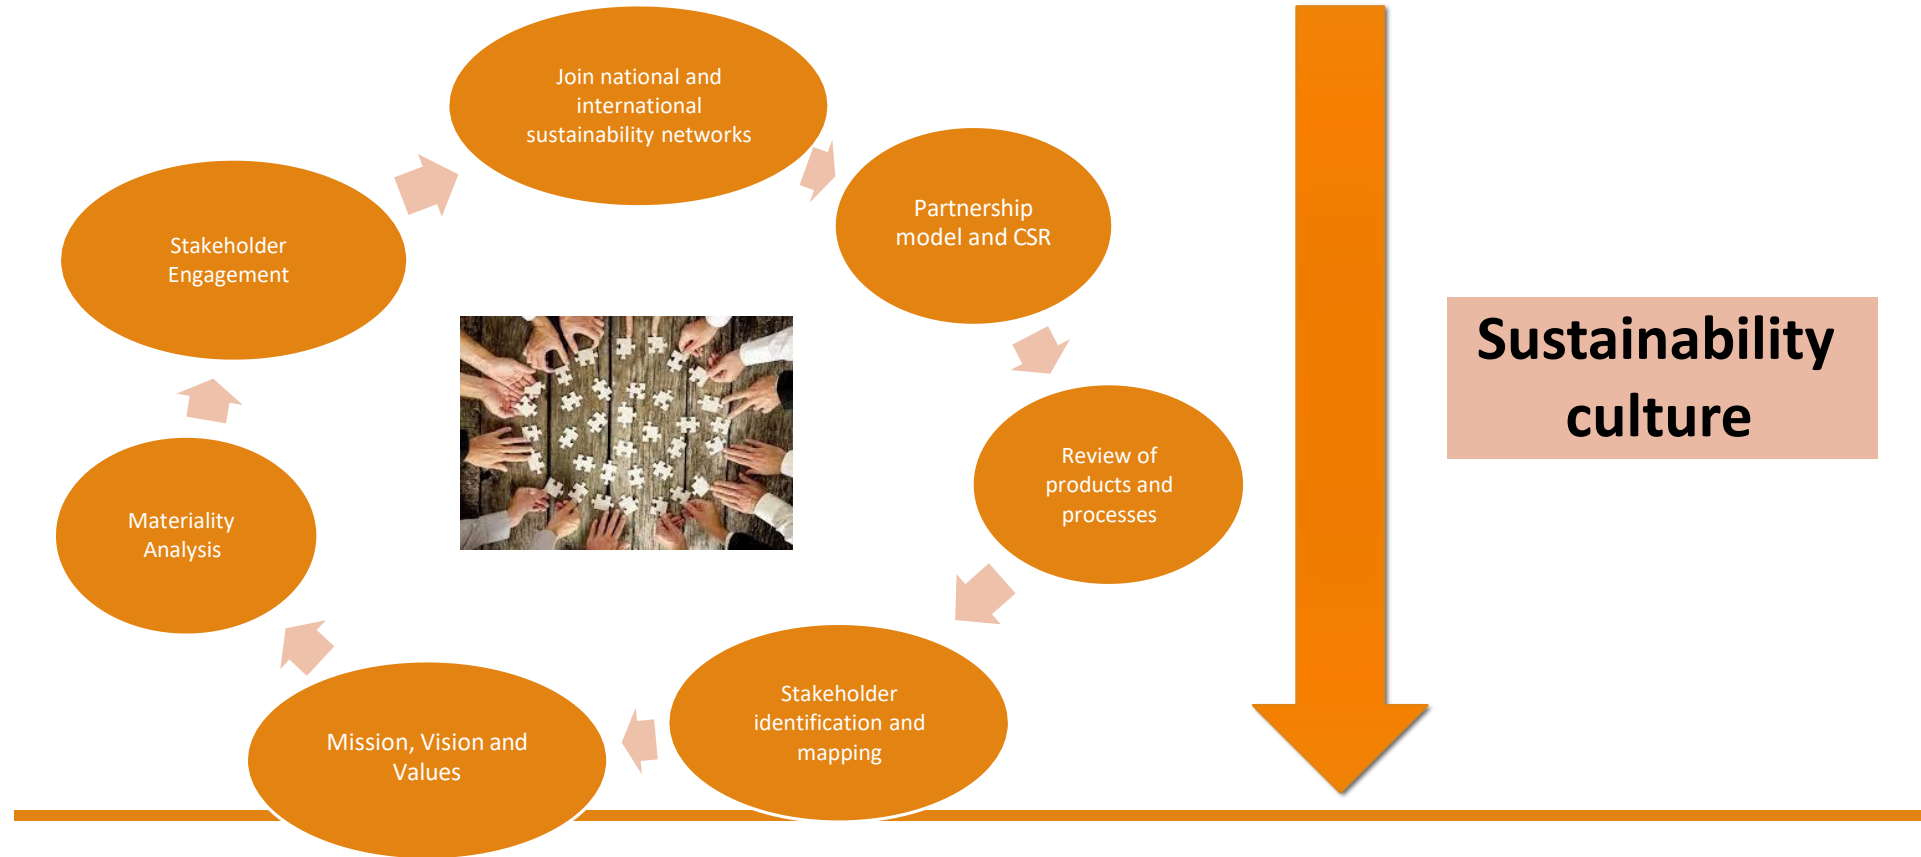 Join national and
international
sustainability networks
Partnership
model and CSR
Stakeholder
Engagement
Sustainability
culture
Review of
products and
processes
Materiality
Analysis
Stakeholder
identification and
mapping
Mission, Vision and
Values